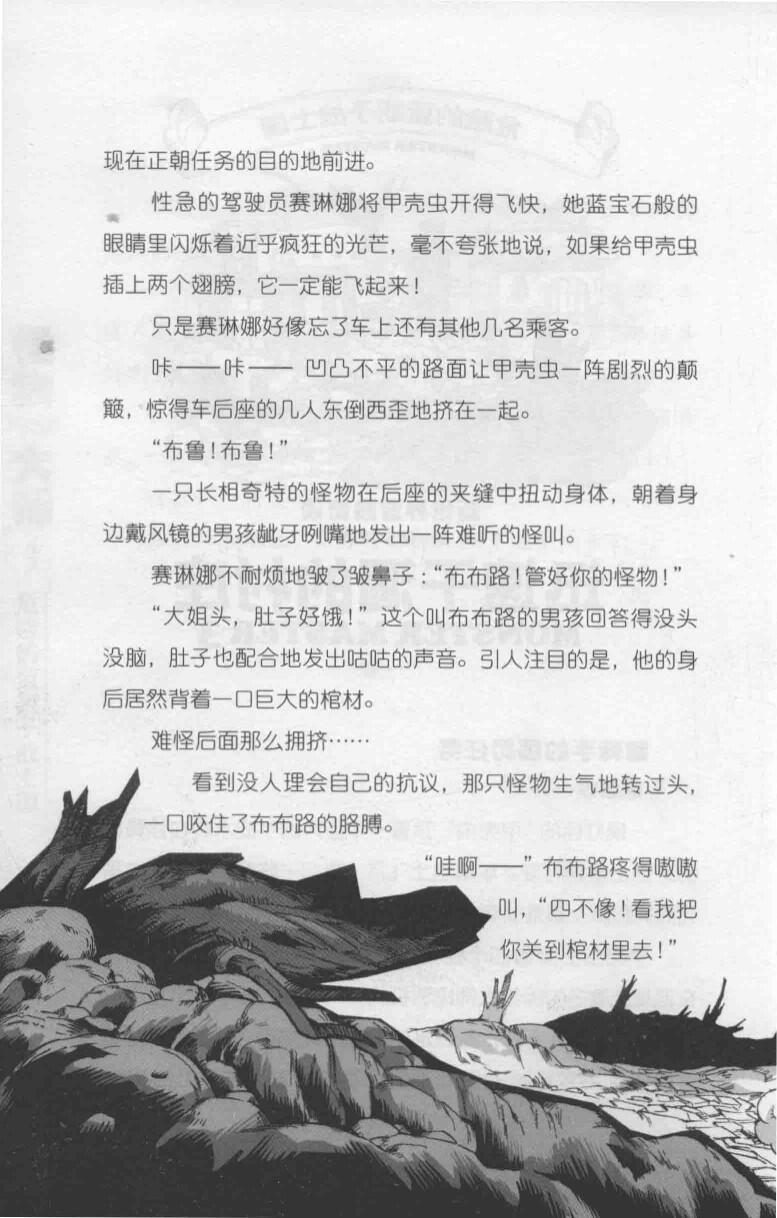 现在正朝任务的目的地前进。
性急的驾驶员赛琳娜将甲壳虫开得飞快，她蓝宝石般的
眼睛里闪烁着近乎疯狂的光芒，毫不夸张地说，如果给甲壳虫
插上两个翅膀，它一定能飞起来！
只是赛琳娜好像忘了车上还有其他几名乘客。
咔——咔—— 凹凸不平的路面让甲壳虫一阵剧烈的颠
簸，惊得车后座的几人东倒西歪地挤在一起。
“布鲁！布鲁！”
一只长相奇特的怪物在后座的夹缝中扭动身体，朝着身
边戴风镜的男孩龇牙咧嘴地发出一阵难听的怪叫。
赛琳娜不耐烦地皱了皱鼻子：“布布路！管好你的怪物！”
“大姐头，肚子好饿！”这个叫布布路的男孩回答得没头
没脑，肚子也配合地发出咕咕的声音。引人注目的是，他的身
后居然背着一口巨大的棺材。
难怪后面那么拥挤……
看到没人理会自己的抗议，那只怪物生气地转过头，
一口咬住了布布路的胳膊。
“哇啊——”布布路疼得嗷嗷
叫，“四不像！看我把
你关到棺材里去！”